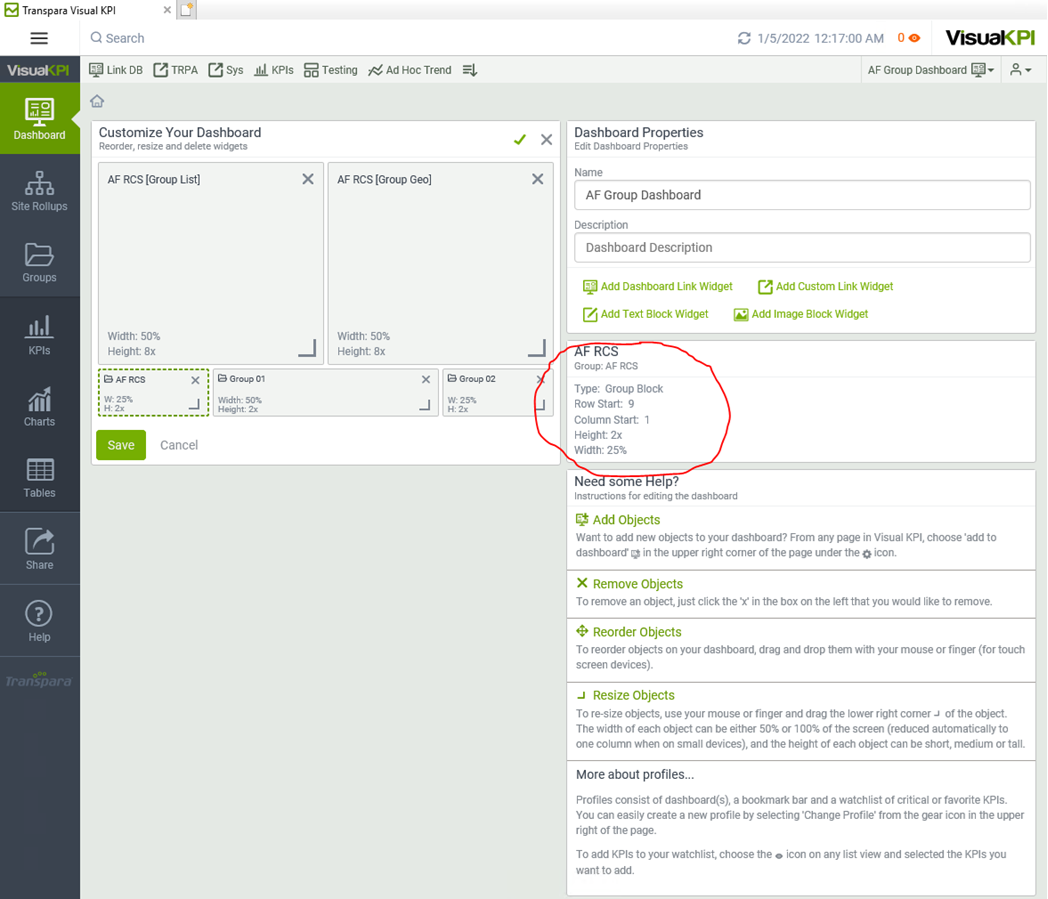 Transpara Visual KPI
Search
1/5/2022 12:17:00 AM
0
VisualKPI
VisualKPI
Link DB
TRPA
Sys
KPIs
Testing
Ad Hoc Trend
AF Group Dashboard
Dashboard
Site Rollups
Groups
KPIs
Charts
Tables
Share
Help
Transpara
Customize Your Dashboard
Reorder, resize and delete widgets
AF RCS [Group List]
Width: 50%
Height: 8x
AF RCS [Group Geo]
Width: 50%
Height: 8x
AF RCS
W: 25%
H: 2x
Group 01
Width: 50%
Height: 2x
Group 02
W: 25%
H: 2x
Save
Cancel
Dashboard Properties
Edit Dashboard Properties
Name
AF Group Dashboard
Description
Dashboard Description
Add Dashboard Link Widget
Add Custom Link Widget
Add Text Block Widget
Add Image Block Widget
AF RCS
Group: AF RCS
Type: Group Block
Row Start: 9
Column Start: 1
Height: 2x
Width: 25%
Need some Help?
Instructions for editing the dashboard
Add Objects
Want to add new objects to your dashboard? From any page in Visual KPI, choose 'add to
dashboard' in the upper right corner of the page under the icon.
Remove Objects
To remove an object, just click the 'x' in the box on the left that you would like to remove.
Reorder Objects
To reorder objects on your dashboard, drag and drop them with your mouse or finger (for touch
screen devices).
Resize Objects
To re-size objects, use your mouse or finger and drag the lower right corner of the object.
The width of each object can be either 50% or 100% of the screen (reduced automatically to
one column when on small devices), and the height of each object can be short, medium or tall.
More about profiles...
Profiles consist of dashboard(s), a bookmark bar and a watchlist of critical or favorite KPIs.
You can easily create a new profile by selecting 'Change Profile' from the gear icon in the upper
right of the page.
To add KPIs to your watchlist, choose the icon on any list view and selected the KPIs you
want to add.